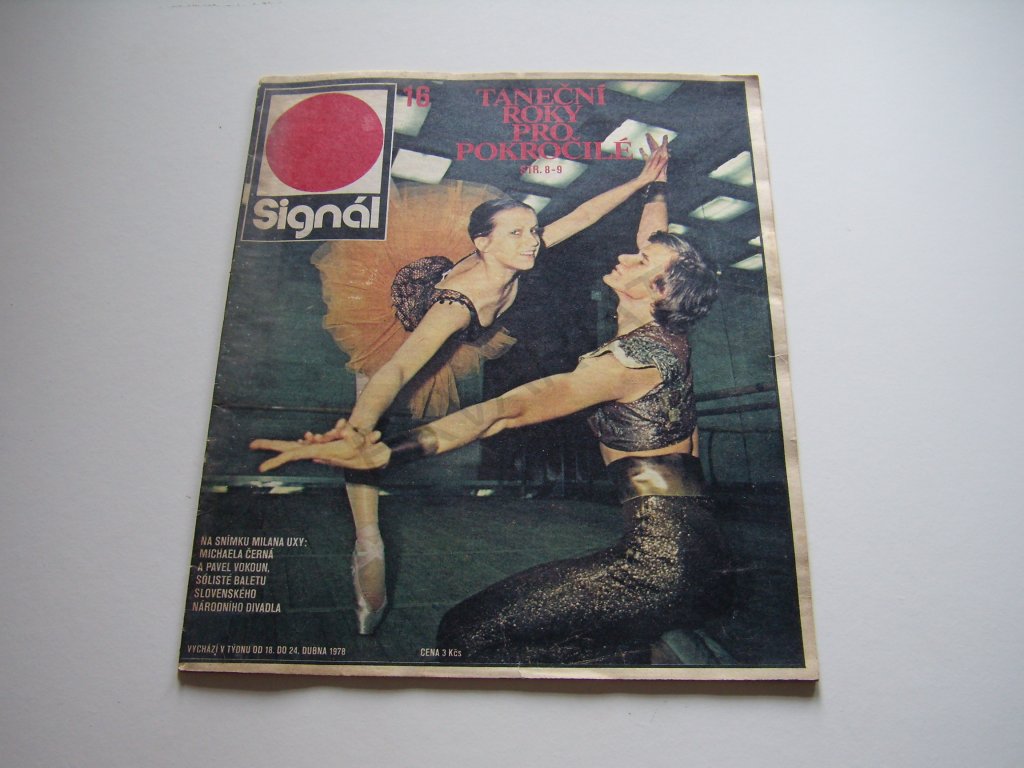 16
TANEČNÍ
ROKY
PRO
POKROČILÉ
STR. 8-9
Signál
NA SNÍMKU MILANA UXY:
MICHAELA ČERNÁ
A PAVEL VOKOUN,
SÓLISTÉ BALETU
SLOVENSKÉHO
NÁRODNÍHO DIVADLA
VYCHÁZÍ V TÝDNU OD 18. DO 24. DUBNA 1978
CENA 3 Kčs